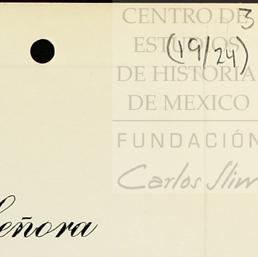 3
(19/24)
CENTRO DE
ESTUDIOS
DE HISTORIA
DE MEXICO
FUNDACIÓN
Carlos Slim
Señora